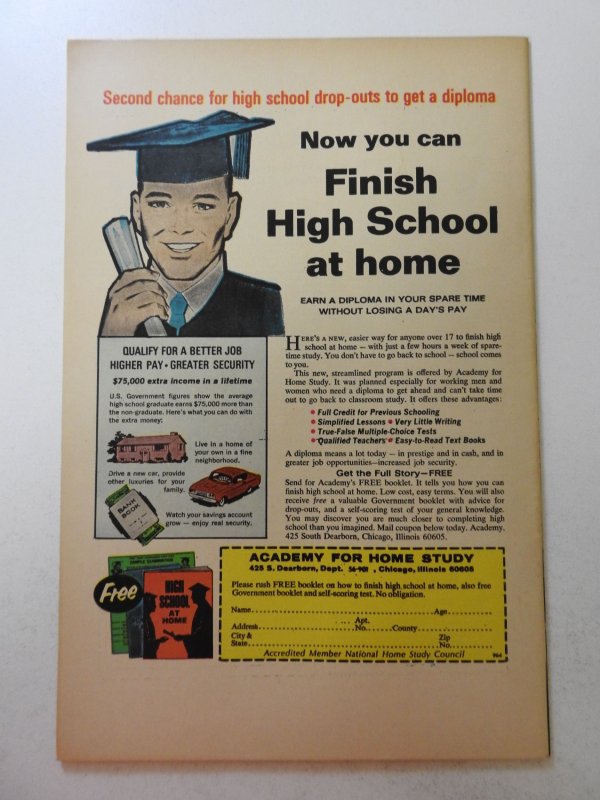 Second chance for high school drop-outs to get a diploma
Now you can
Finish
High School
at home
EARN A DIPLOMA IN YOUR SPARE TIME
WITHOUT LOSING A DAY'S PAY
QUALIFY FOR A BETTER JOB
HIGHER PAY • GREATER SECURITY
$75,000 extra income in a lifetime
U.S. Government figures show the average
high school graduate earns $75,000 more than
the non-graduate. Here's what you can do with
the extra money:
Live in a home of
your own in a fine
neighborhood.
Drive a new car, provide
other luxuries for your
family.
BANK
BOOK
Watch your savings account
grow — enjoy real security.
HERE'S A NEW, easier way for anyone over 17 to finish high
school at home — with just a few hours a week of spare-
time study. You don't have to go back to school — school comes
to you.
This new, streamlined program is offered by Academy for
Home Study. It was planned especially for working men and
women who need a diploma to get ahead and can't take time
out to go back to classroom study. It offers these advantages:
• Full Credit for Previous Schooling
• Simplified Lessons • Very Little Writing
• True-False Multiple-Choice Tests
• Qualified Teachers • Easy-to-Read Text Books
A diploma means a lot today — in prestige and in cash, and in
greater job opportunities—increased job security.
Get the Full Story—FREE
Send for Academy's FREE booklet. It tells you how you can
finish high school at home. Low cost, easy terms. You will also
receive free a valuable Government booklet with advice for
drop-outs, and a self-scoring test of your general knowledge.
You may discover you are much closer to completing high
school than you imagined. Mail coupon below today. Academy,
425 South Dearborn, Chicago, Illinois 60605.
Free
SAMPLE EXAMINATION
HIGH
SCHOOL
AT
HOME
ACADEMY FOR HOME STUDY
425 S. Dearborn, Dept. 56-901 , Chicago, Illinois 60605
Please rush FREE booklet on how to finish high school at home, also free
Government booklet and self-scoring test. No obligation.
Name Age
Apt.
Address No. County
City & Zip
State No.
Accredited Member National Home Study Council 964